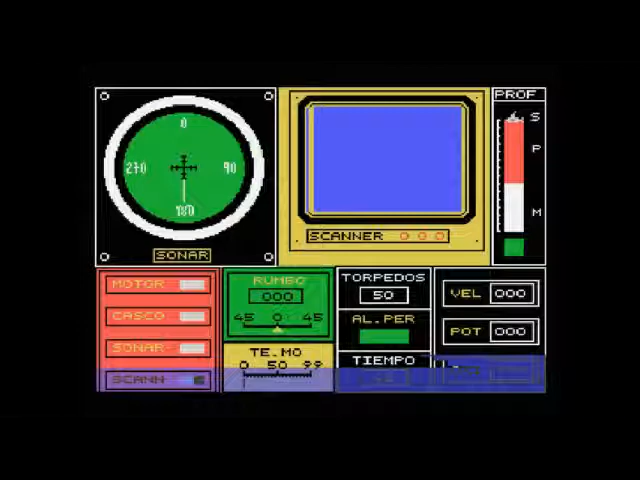 0
270 90
180
SONAR
SCANNER
PROF
S
P
M
MOTOR
CASCO
SONAR
SCANN
RUMBO
000
45 0 45
TE.MO
0 50 99
TORPEDOS
50
AL.PER
TIEMPO
VEL 000
POT 000